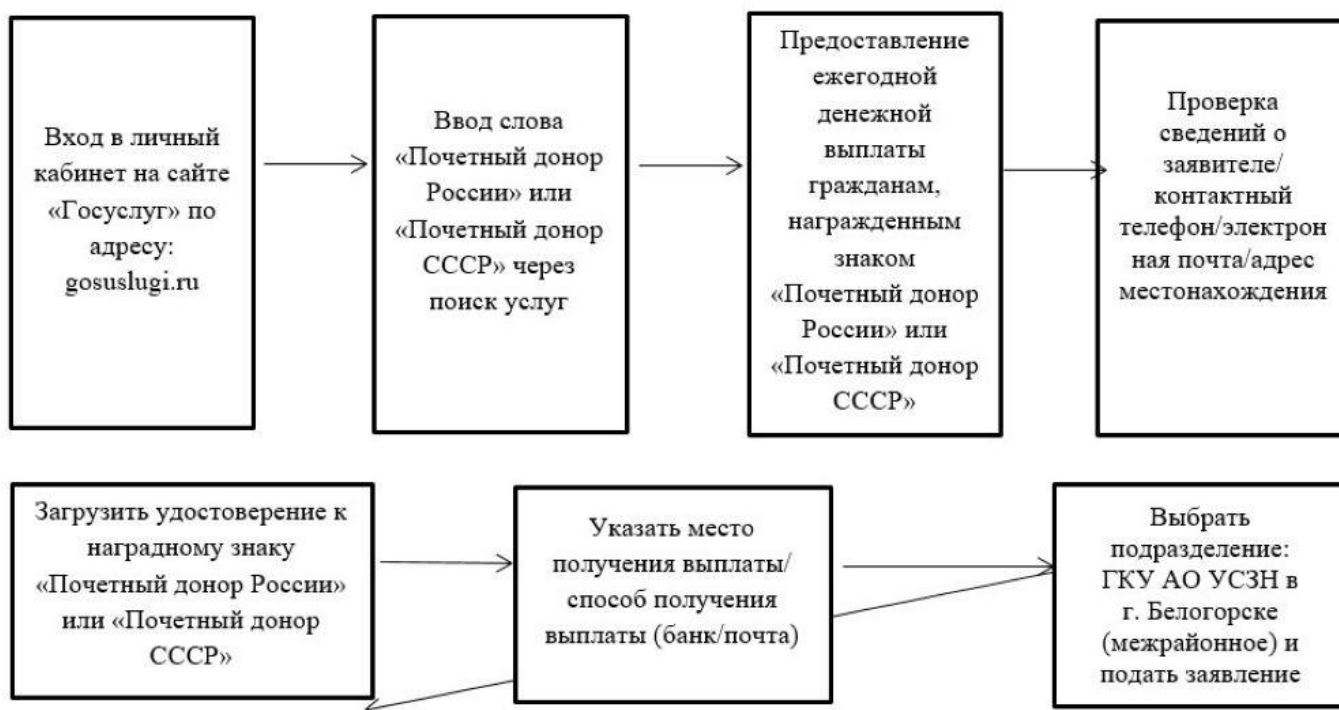 Вход в личный
кабинет на сайте
«Госуслуг» по
адресу:
gosuslugi.ru
Ввод слова
«Почетный донор
России» или
«Почетный донор
СССР» через
поиск услуг
Предоставление
ежегодной
денежной
выплаты
гражданам,
награжденным
знаком
«Почетный донор
России» или
«Почетный донор
СССР»
Проверка
сведений о
заявителе/
контактный
телефон/электрон
ная почта/адрес
местонахождения
Загрузить удостоверение к
наградному знаку
«Почетный донор России»
или «Почетный донор
СССР»
Указать место
получения выплаты/
способ получения
выплаты (банк/почта)
Выбрать
подразделение:
ГКУ АО УСЗН в
г. Белогорске
(межрайонное) и
подать заявление